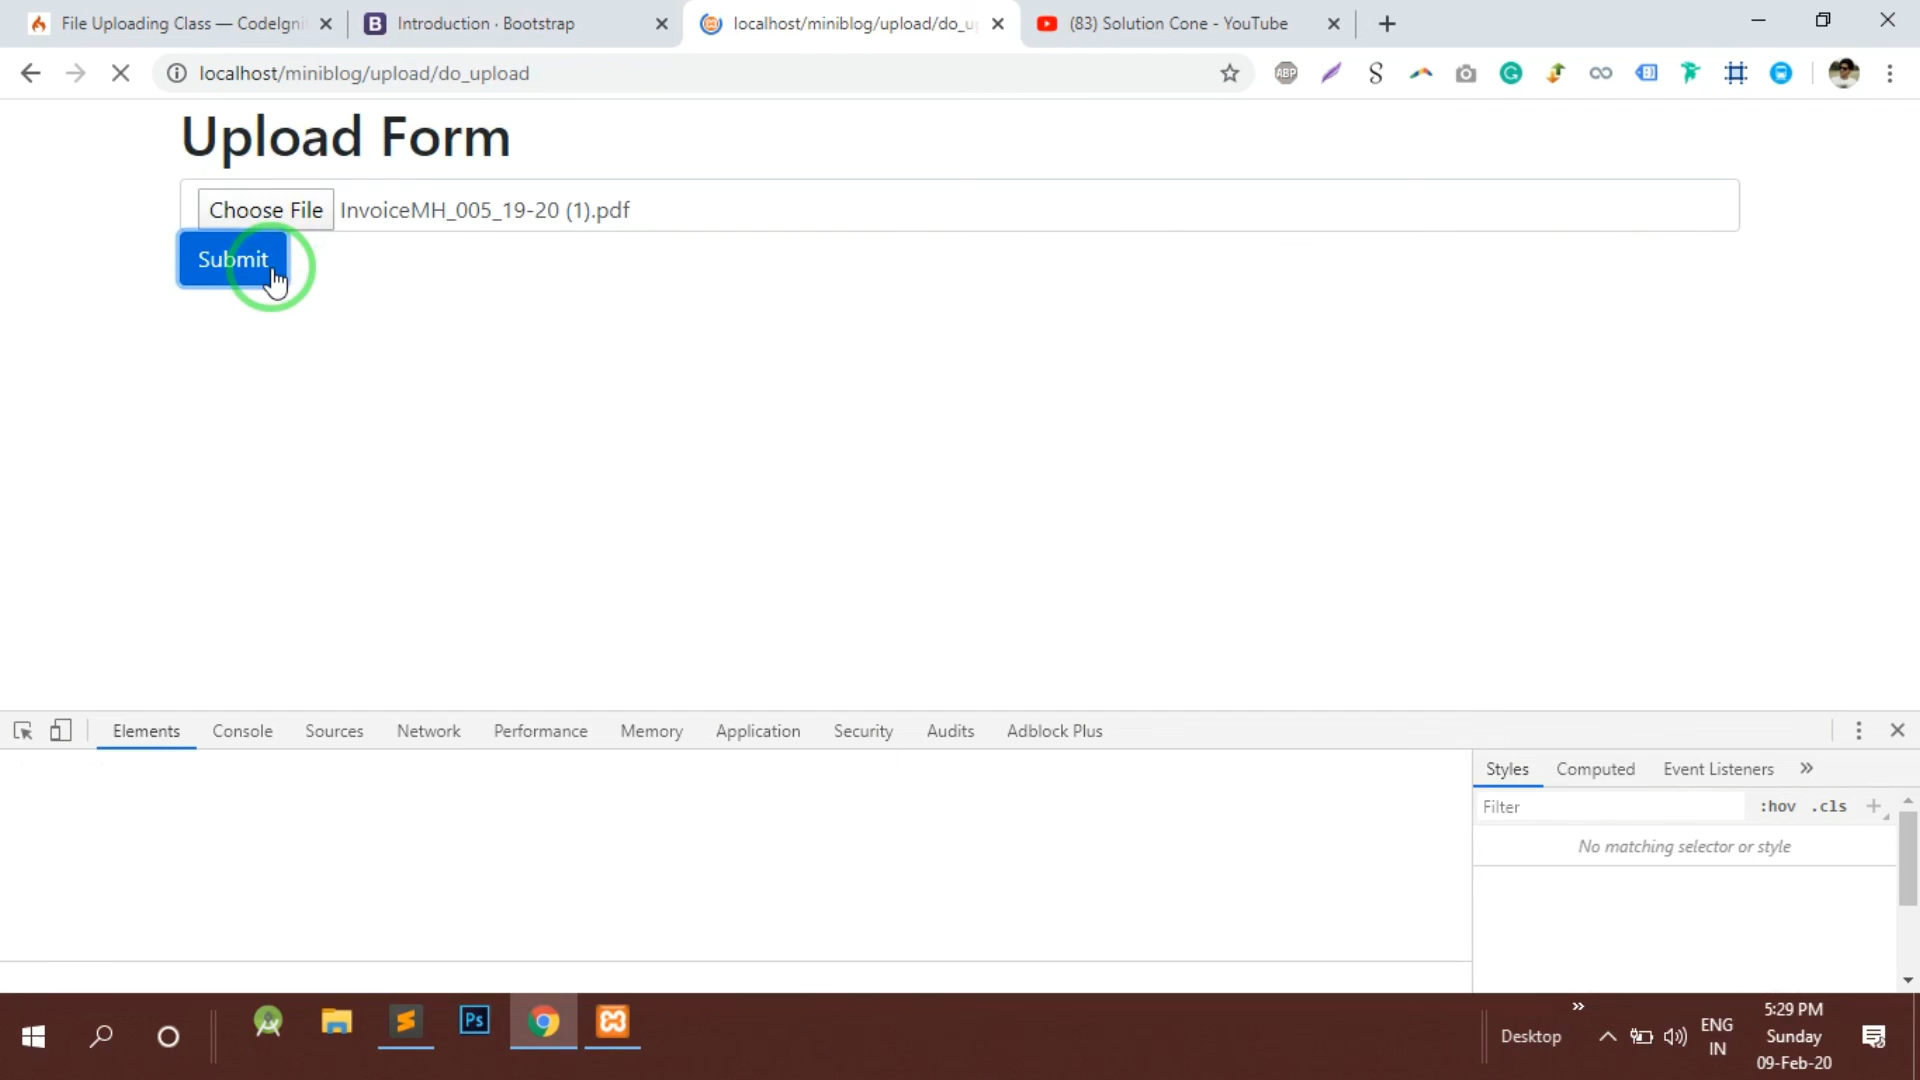 File Uploading Class — CodeIgni
Introduction · Bootstrap
localhost/miniblog/upload/do_u
(83) Solution Cone - YouTube
localhost/miniblog/upload/do_upload
ABP
Upload Form
Choose File InvoiceMH_005_19-20 (1).pdf
Submit
Elements Console Sources Network Performance Memory Application Security Audits Adblock Plus
Styles Computed Event Listeners »
Filter :hov .cls +
No matching selector or style
Ps
Desktop »
ENG
IN
5:29 PM
Sunday
09-Feb-20